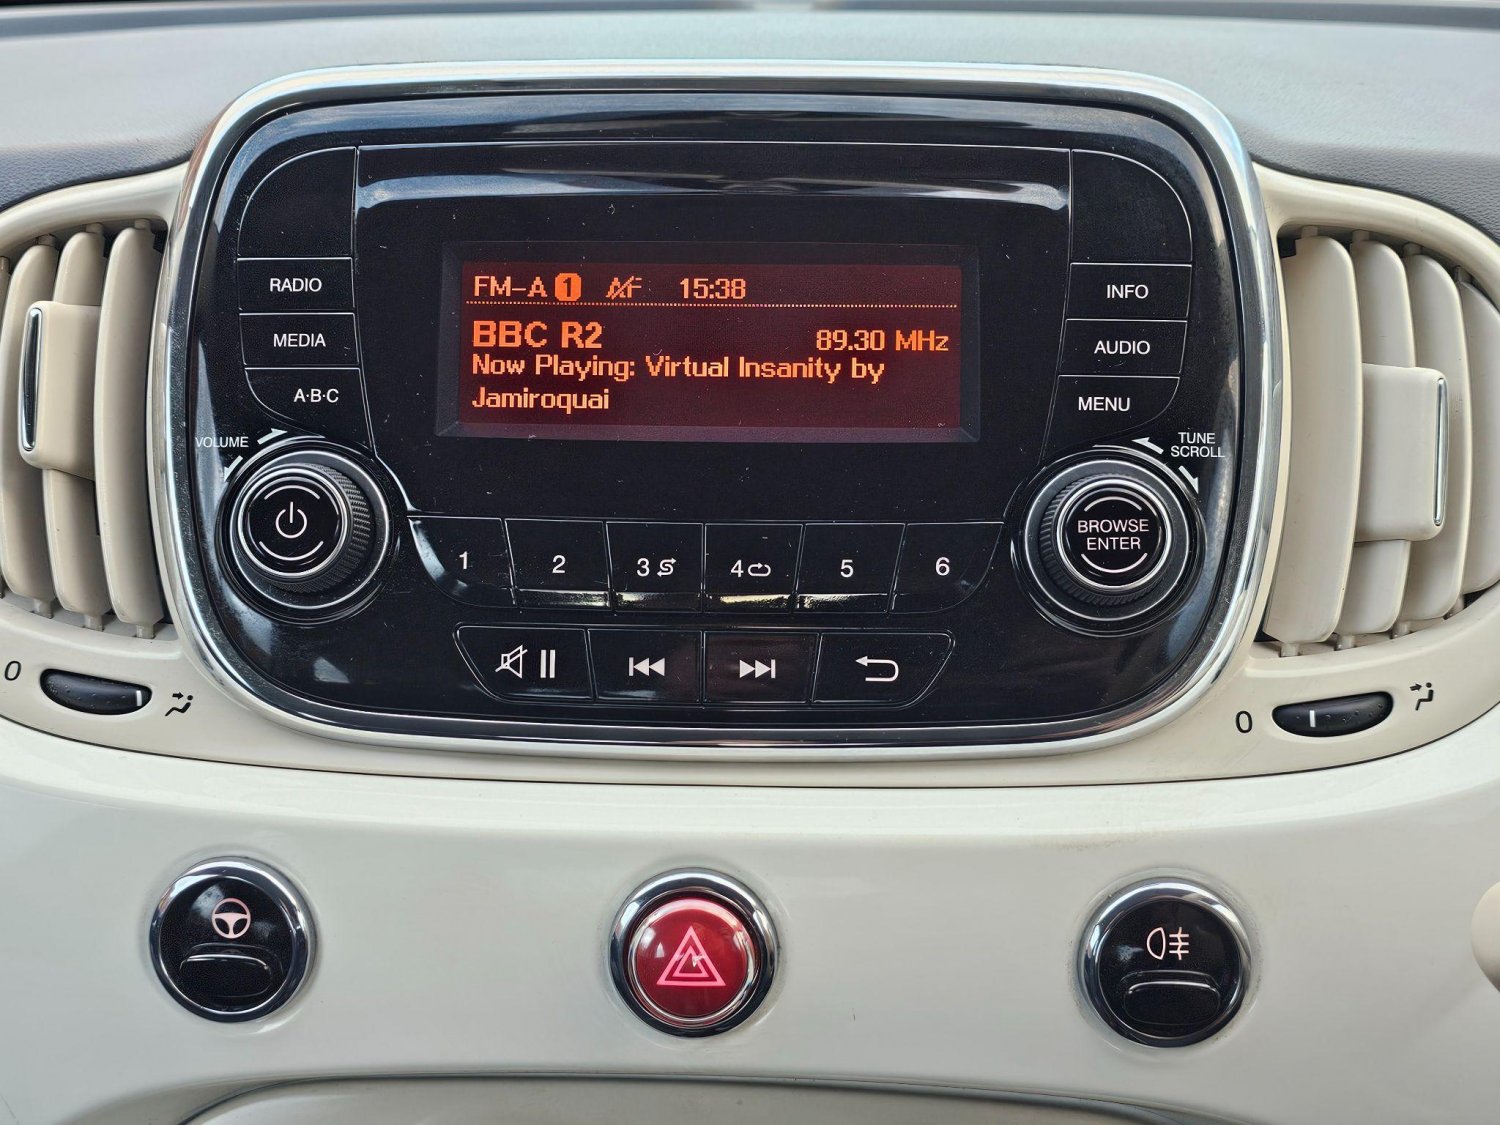 FM-A 1 AF 15:38
BBC R2 89.30 MHz
Now Playing: Virtual Insanity by
Jamiroquai
RADIO
MEDIA
A·B·C
VOLUME
INFO
AUDIO
MENU
TUNE
SCROLL
BROWSE
ENTER
1 2 3 4 5 6
0
0